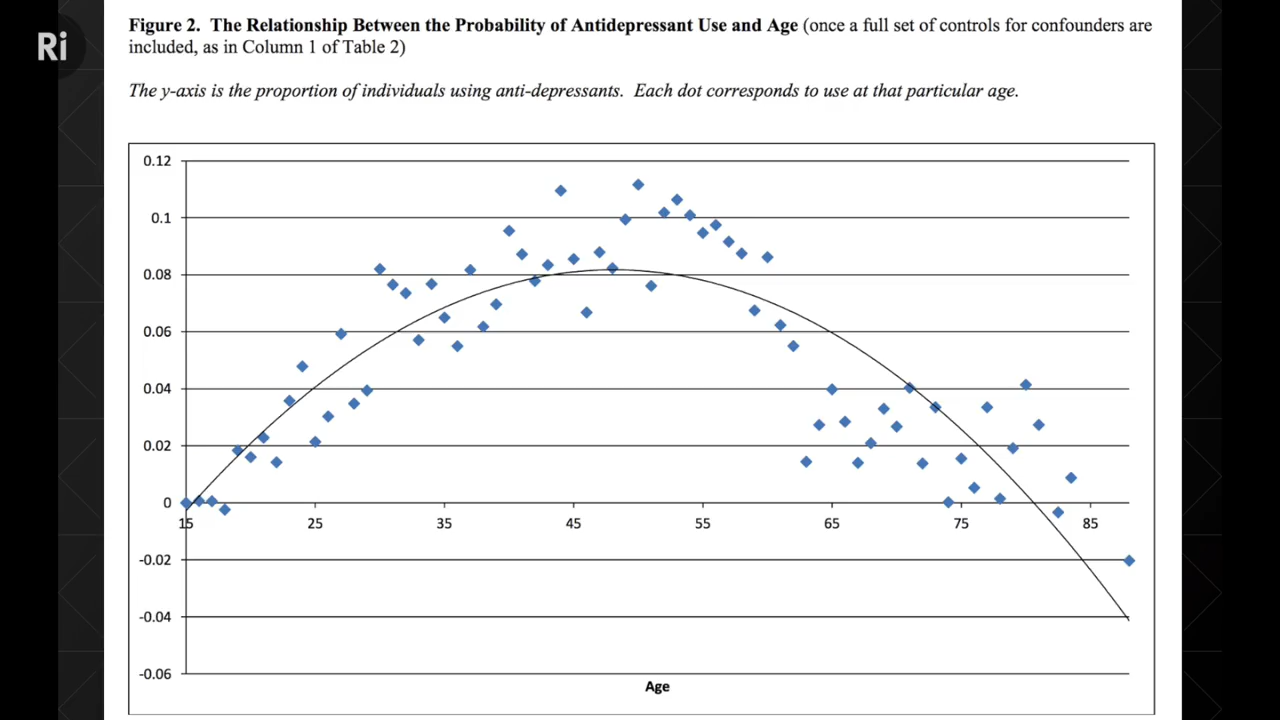 Ri
Figure 2. The Relationship Between the Probability of Antidepressant Use and Age (once a full set of controls for confounders are
included, as in Column 1 of Table 2)
The y-axis is the proportion of individuals using anti-depressants. Each dot corresponds to use at that particular age.
0.12
0.1
0.08
0.06
0.04
0.02
0
15 25 35 45 55 65 75 85
-0.02
-0.04
-0.06
Age